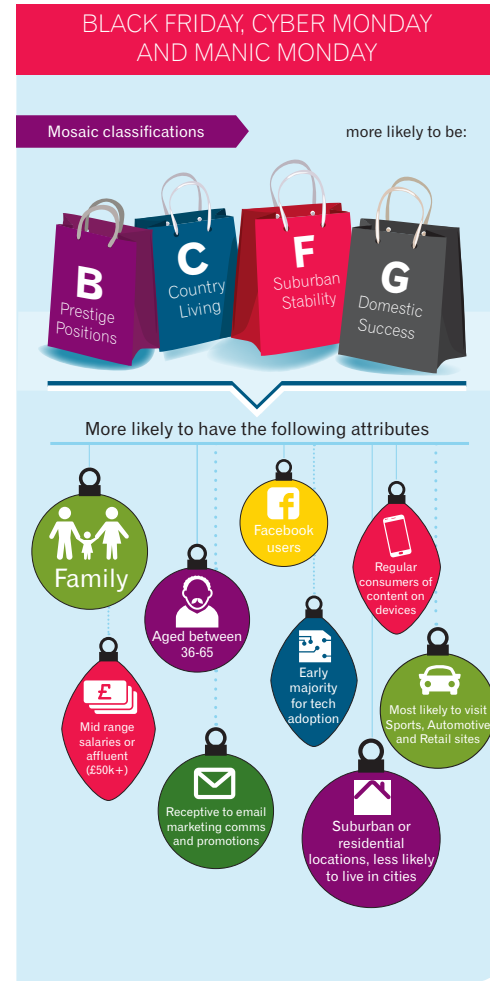 BLACK FRIDAY, CYBER MONDAY
AND MANIC MONDAY
Mosaic classifications
more likely to be:
B
Prestige
Positions
C
Country
Living
F
Suburban
Stability
G
Domestic
Success
More likely to have the following attributes
Family
Aged between
36-65
f
Facebook
users
Regular
consumers of
content on
devices
£
Mid range
salaries or
affluent
(£50k+)
Early
majority
for tech
adoption
Most likely to visit
Sports, Automotive
and Retail sites
Receptive to email
marketing comms
and promotions
Suburban or
residential
locations, less likely
to live in cities